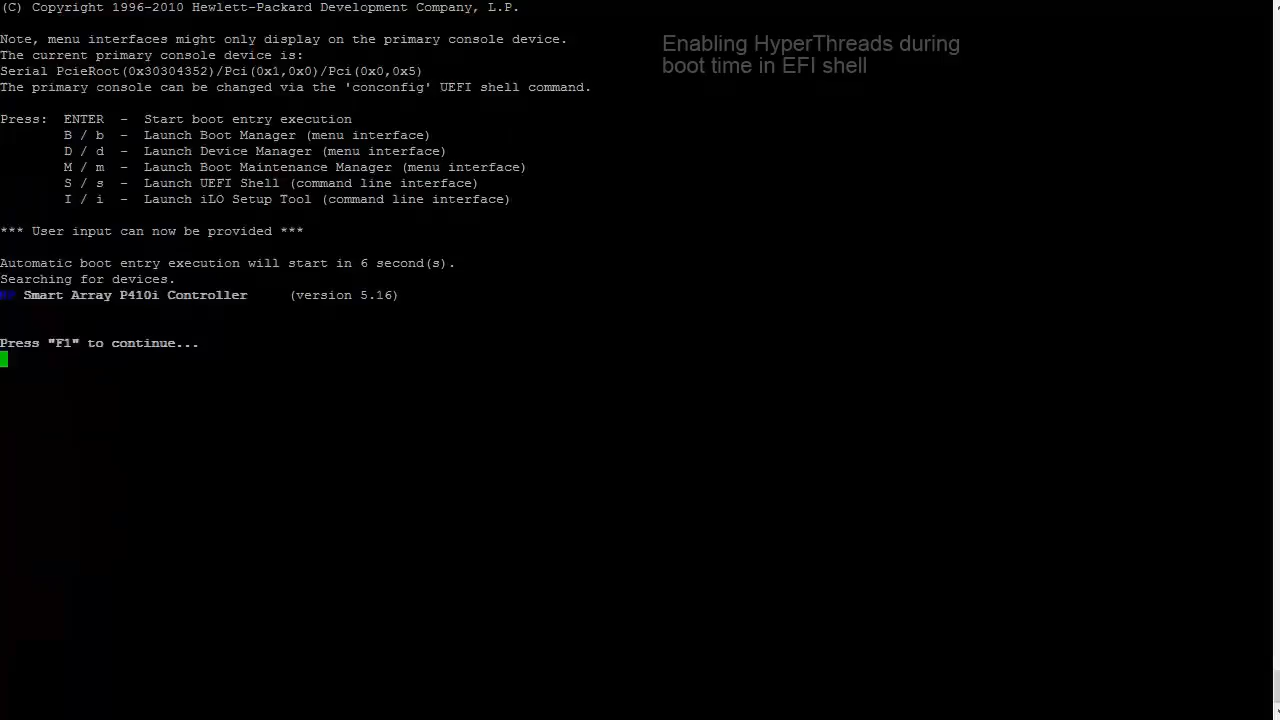 (C) Copyright 1996-2010 Hewlett-Packard Development Company, L.P.
Note, menu interfaces might only display on the primary console device.
The current primary console device is:
Serial PcieRoot(0x30304352)/Pci(0x1,0x0)/Pci(0x0,0x5)
The primary console can be changed via the 'conconfig' UEFI shell command.
Enabling HyperThreads during
boot time in EFI shell
Press: ENTER - Start boot entry execution
B / b - Launch Boot Manager (menu interface)
D / d - Launch Device Manager (menu interface)
M / m - Launch Boot Maintenance Manager (menu interface)
S / s - Launch UEFI Shell (command line interface)
I / i - Launch iLO Setup Tool (command line interface)
*** User input can now be provided ***
Automatic boot entry execution will start in 6 second(s).
Searching for devices.
HP Smart Array P410i Controller (version 5.16)
Press "F1" to continue...